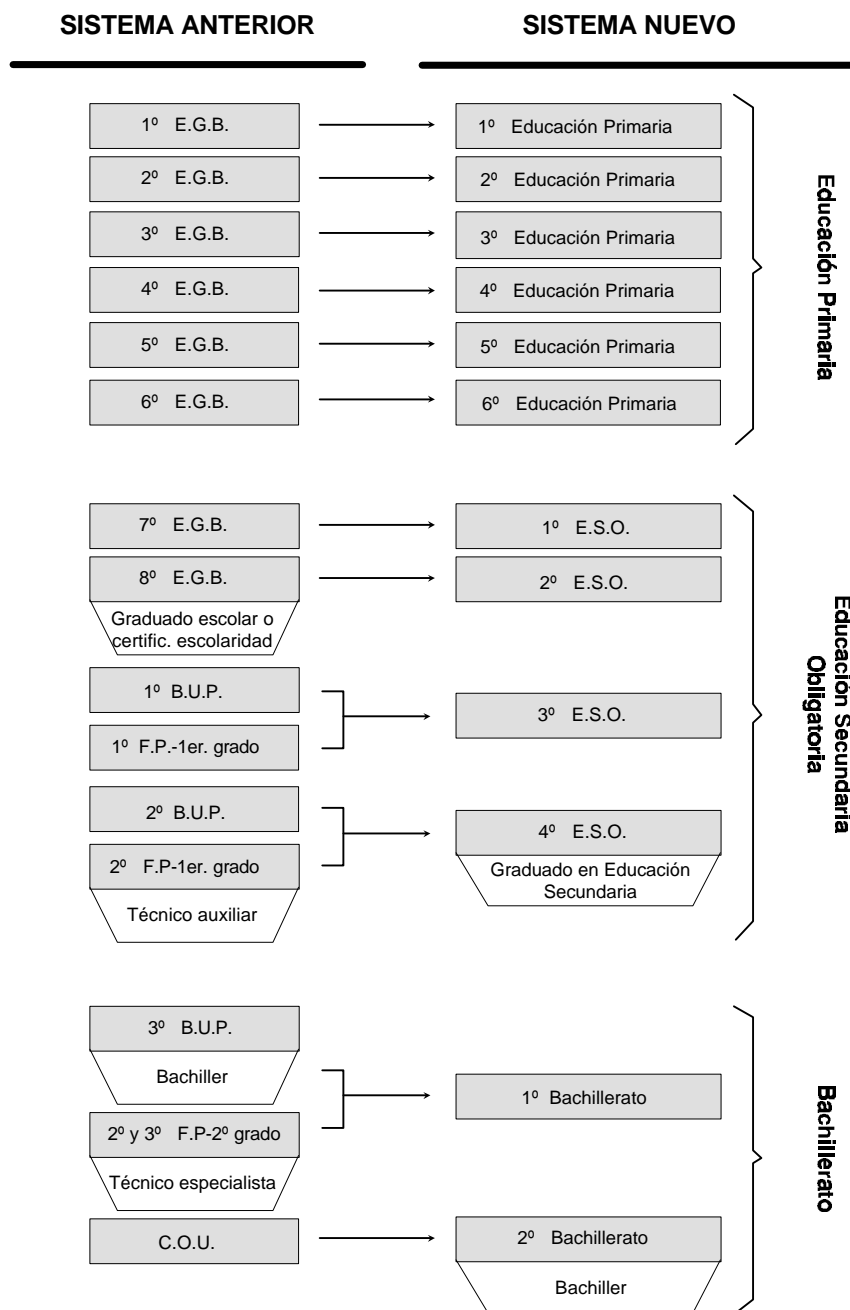 SISTEMA ANTERIOR
SISTEMA NUEVO
1º E.G.B.
1º Educación Primaria
2º E.G.B.
2º Educación Primaria
3º E.G.B.
3º Educación Primaria
4º E.G.B.
4º Educación Primaria
5º E.G.B.
5º Educación Primaria
6º E.G.B.
6º Educación Primaria
Educación Primaria
7º E.G.B.
1º E.S.O.
8º E.G.B.
2º E.S.O.
Graduado escolar o
certific. escolaridad
1º B.U.P.
1º F.P.-1er. grado
3º E.S.O.
2º B.U.P.
2º F.P-1er. grado
4º E.S.O.
Técnico auxiliar
Graduado en Educación
Secundaria
Educación Secundaria
Obligatoria
3º B.U.P.
Bachiller
2º y 3º F.P-2º grado
1º Bachillerato
Técnico especialista
C.O.U.
2º Bachillerato
Bachiller
Bachillerato